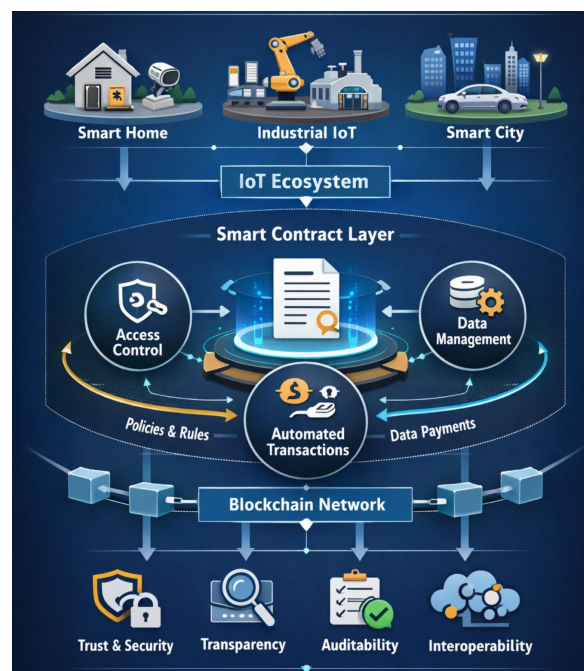 Smart Home
Industrial IoT
Smart City
IoT Ecosystem
Smart Contract Layer
Access
Control
Data
Management
Policies & Rules
Automated
Transactions
Data Payments
Blockchain Network
Trust & Security
Transparency
Auditability
Interoperability